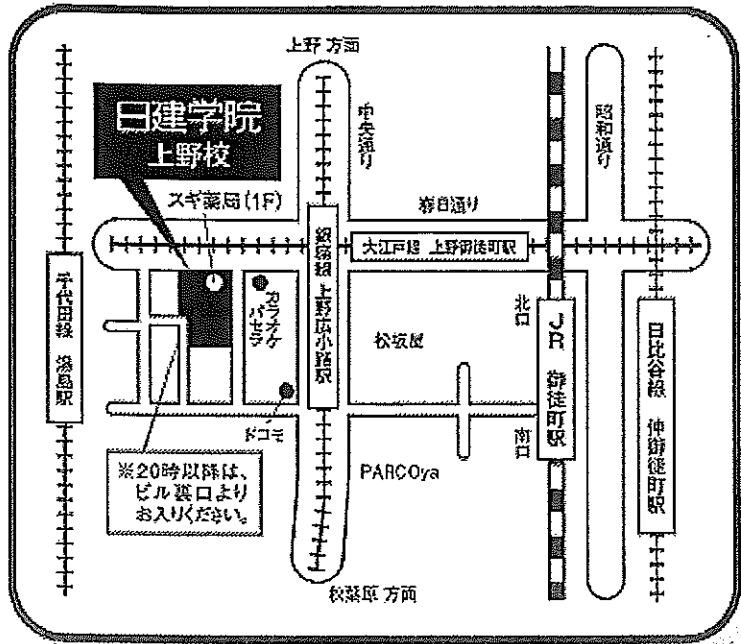 上野 方面
日建学院
上野校
中央通り
昭和通り
スギ薬局(1F)
春日通り
大江戸線 上野御徒町駅
銀座線 上野広小路駅
千代田線 湯島駅
カラオケ
パセラ
松坂屋
北口
JR 御徒町駅
日比谷線 仲御徒町駅
ドコモ
南口
※20時以降は、
ビル裏口より
お入りください。
PARCOya
秋葉原 方面